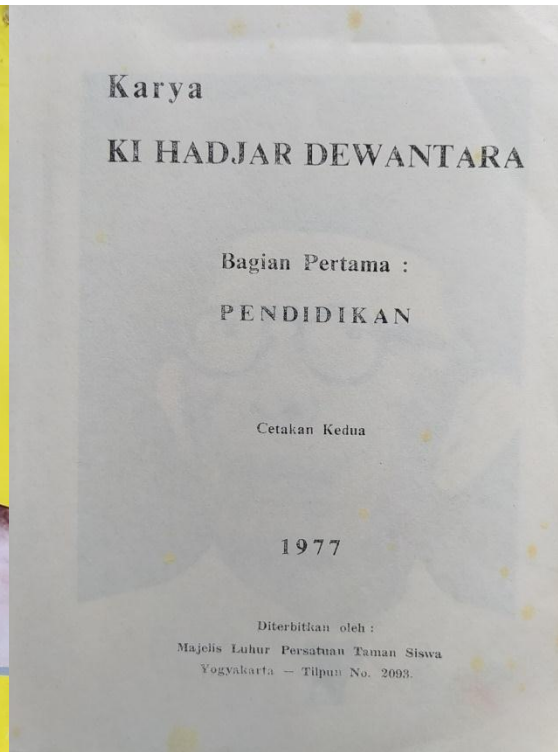 Karya
KI HADJAR DEWANTARA
Bagian Pertama :
PENDIDIKAN
Cetakan Kedua
1977
Diterbitkan oleh :
Majelis Luhur Persatuan Taman Siswa
Yogyakarta — Tilpun No. 2093.